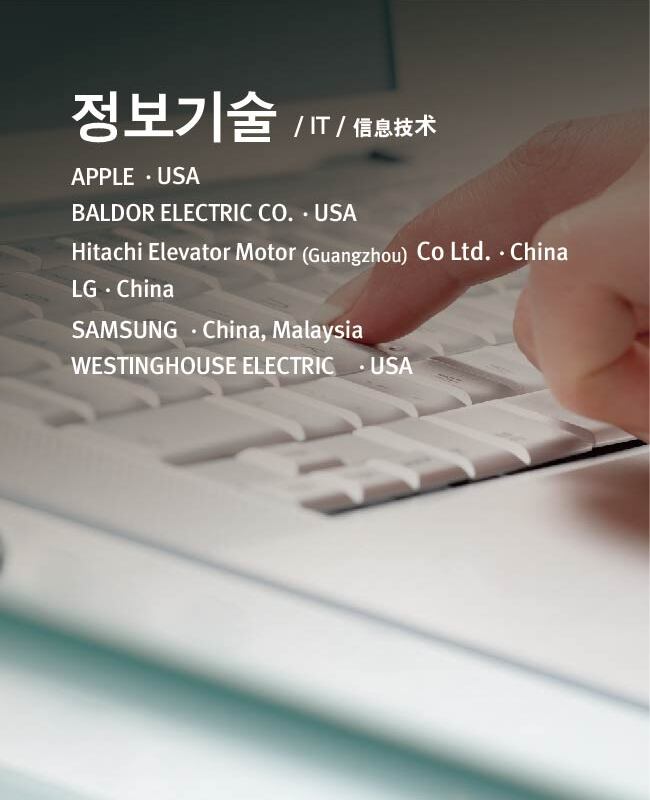 정보기술 / IT / 信息技术
APPLE · USA
BALDOR ELECTRIC CO. · USA
Hitachi Elevator Motor (Guangzhou) Co Ltd. · China
LG · China
SAMSUNG · China, Malaysia
WESTINGHOUSE ELECTRIC · USA